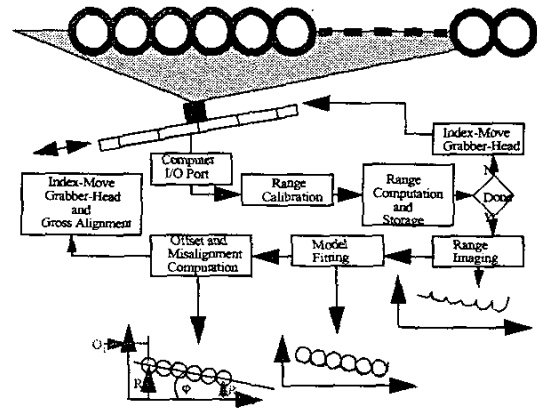 Index-Move
Grabber-Head
Computer
I/O Port
Index-Move
Grabber-Head
and
Gross Alignment
Range
Calibration
Range
Computation
and
Storage
N
Done
Y
Offset and
Misalignment
Computation
Model
Fitting
Range
Imaging
O
R
φ
R